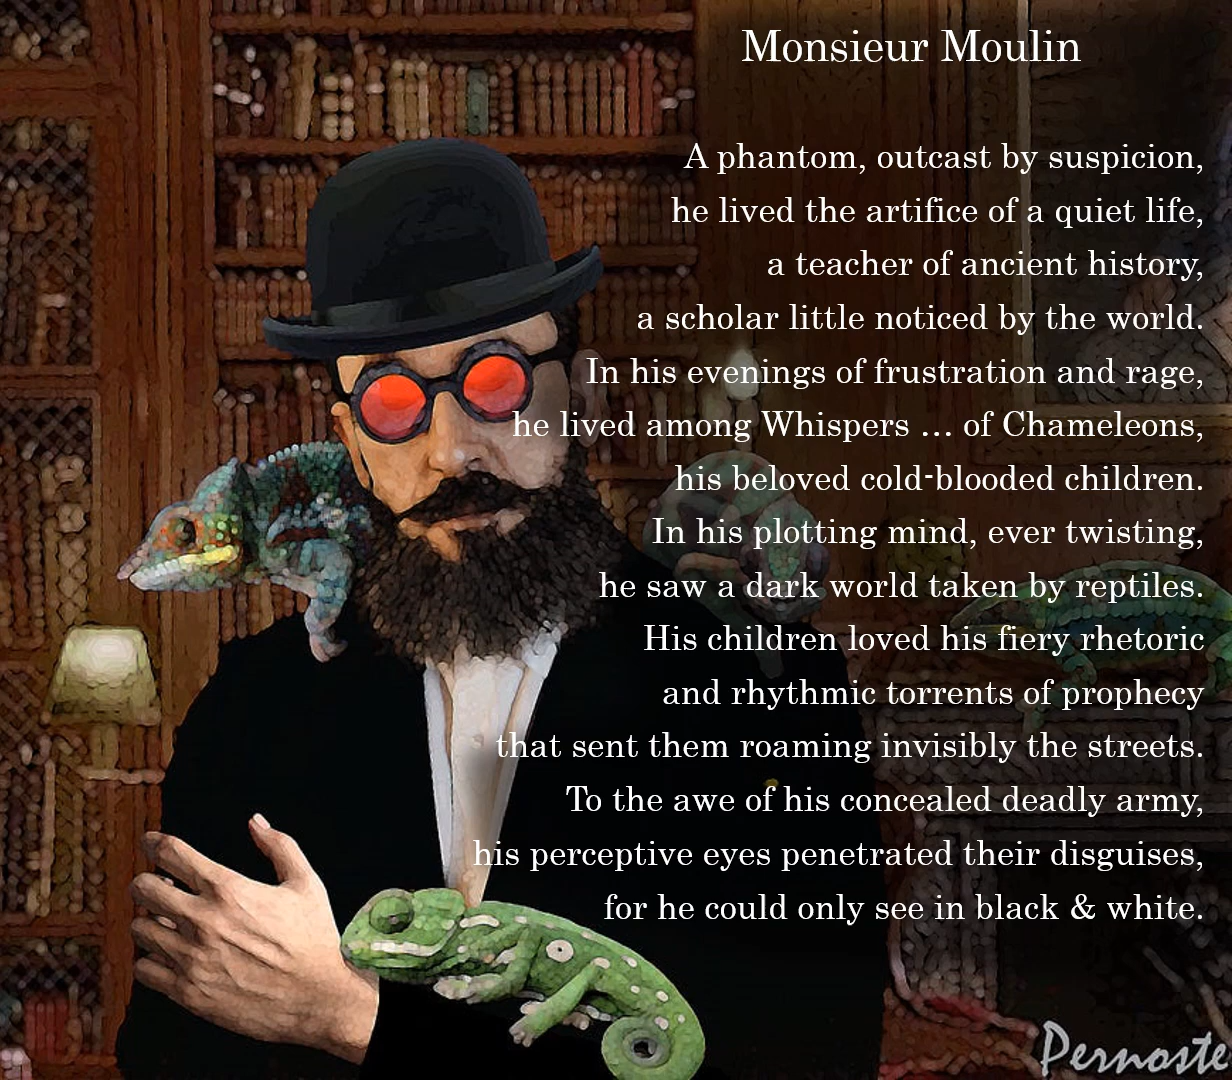 Monsieur Moulin
A phantom, outcast by suspicion,
he lived the artifice of a quiet life,
a teacher of ancient history,
a scholar little noticed by the world.
In his evenings of frustration and rage,
he lived among Whispers ... of Chameleons,
his beloved cold-blooded children.
In his plotting mind, ever twisting,
he saw a dark world taken by reptiles.
His children loved his fiery rhetoric
and rhythmic torrents of prophecy
that sent them roaming invisibly the streets.
To the awe of his concealed deadly army,
his perceptive eyes penetrated their disguises,
for he could only see in black & white.
Pernoste